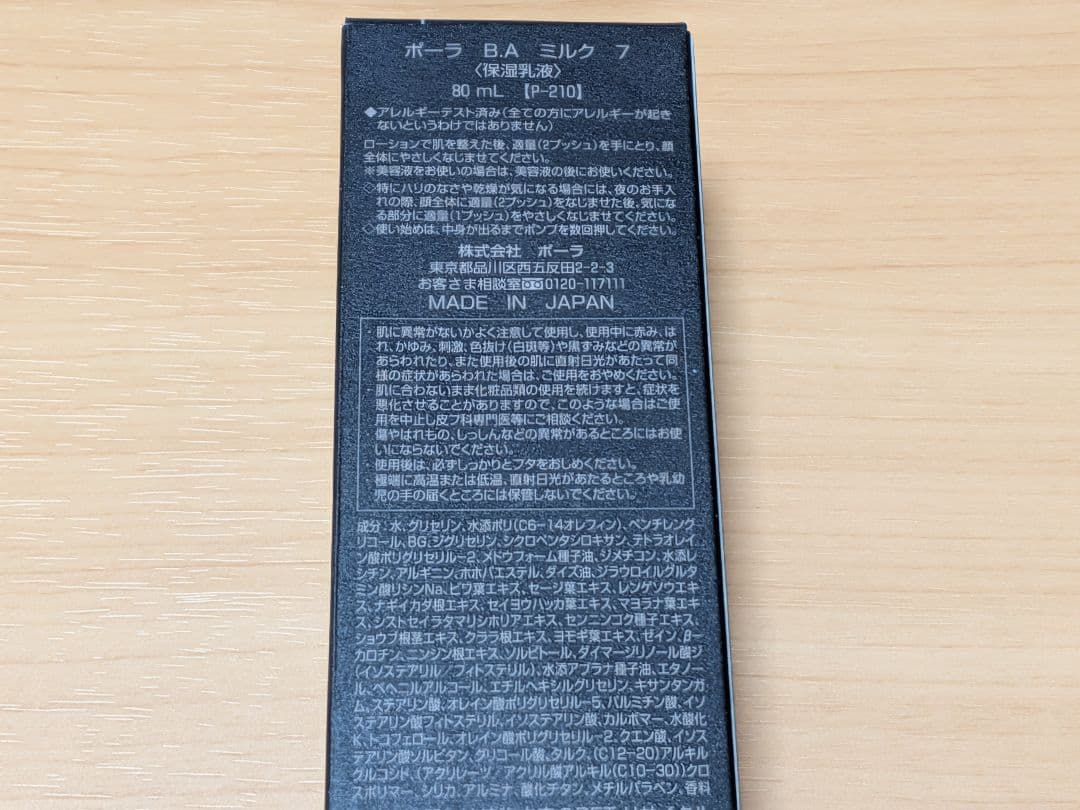 ポーラ B.A ミルク 7
〈保湿乳液〉
80 mL 【P-210】
◆アレルギーテスト済み(全ての方にアレルギーが起き
ないというわけではありません)
ローションで肌を整えた後、適量(2プッシュ)を手にとり、顔
全体にやさしくなじませてください。
※美容液をお使いの場合は、美容液の後にお使いください。
◇特にハリのなさや乾燥が気になる場合には、夜のお手入
れの際、顔全体に適量(2プッシュ)をなじませた後、気にな
る部分に適量(1プッシュ)をやさしくなじませてください。
◇使い始めは、中身が出るまでポンプを数回押してください。
株式会社 ポーラ
東京都品川区西五反田2-2-3
お客さま相談室 0120-117111
MADE IN JAPAN
・肌に異常がないかよく注意して使用し、使用中に赤み、は
れ、かゆみ、刺激、色抜け(白斑等)や黒ずみなどの異常が
あらわれたり、また使用後の肌に直射日光があたって同
様の症状があらわれた場合は、ご使用をおやめください。
・肌に合わないまま化粧品類の使用を続けますと、症状を
悪化させることがありますので、このような場合はご使
用を中止し皮フ科専門医等にご相談ください。
・傷やはれもの、しっしんなどの異常があるところにはお使
いにならないでください。
・使用後は、必ずしっかりとフタをおしめください。
・極端に高温または低温、直射日光があたるところや乳幼
児の手の届くところには保管しないでください。
成分:水、グリセリン、水添ポリ(C6-14オレフィン)、ペンチレング
リコール、BG、ジグリセリン、シクロペンタシロキサン、テトラオレイ
ン酸ポリグリセリル-2、メドウフォーム種子油、ジメチコン、水添レ
シチン、アルギニン、ホホバエステル、ダイズ油、ジラウロイルグルタ
ミン酸リシンNa、ビワ葉エキス、セージ葉エキス、レンゲソウエキ
ス、ナギイカダ根エキス、セイヨウハッカ葉エキス、マヨラナ葉エキ
ス、シストセイラタマリシホリアエキス、センニンコク種子エキス、
ショウブ根茎エキス、クララ根エキス、ヨモギ葉エキス、ゼイン、β-
カロチン、ニンジン根エキス、ソルビトール、ダイマージリノール酸ジ
(イソステアリル/フィトステリル)、水添アブラナ種子油、エタノー
ル、ベヘニルアルコール、エチルヘキシルグリセリン、キサンタンガ
ム、ステアリン酸、オレイン酸ポリグリセリル-5、パルミチン酸、イソ
ステアリン酸フィトステリル、イソステアリン酸、カルボマー、水酸化
K、トコフェロール、オレイン酸ポリグリセリル-2、クエン酸、イソス
テアリン酸ソルビタン、グリコール酸、タルク、(C12-20)アルキル
グルコシド、(アクリレーツ/アクリル酸アルキル(C10-30))クロ
スポリマー、シリカ、アルミナ、酸化チタン、メチルパラベン、香料